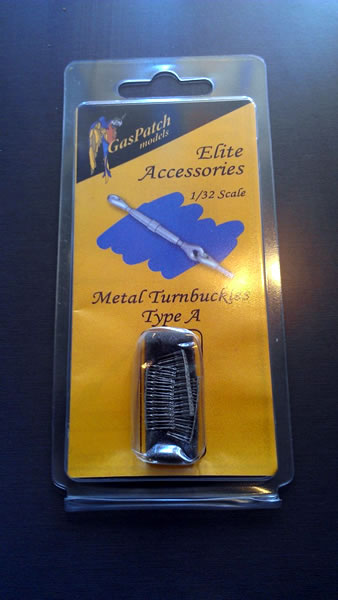 GasPatch
models
Elite
Accessories
1/32 Scale
Metal Turnbuckles
Type A